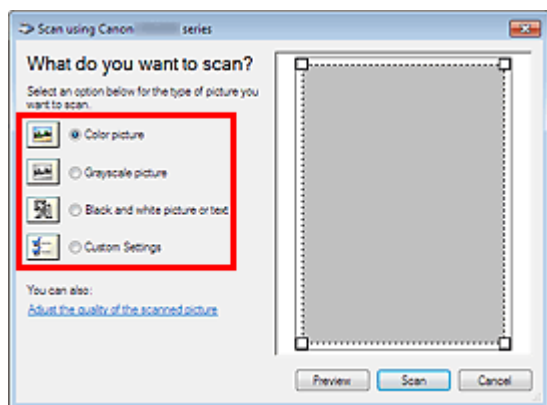 Scan using Canon series
What do you want to scan?
Select an option below for the type of picture you
want to scan.
Color picture
Grayscale picture
Black and white picture or text
Custom Settings
You can also:
Adjust the quality of the scanned picture
Preview
Scan
Cancel